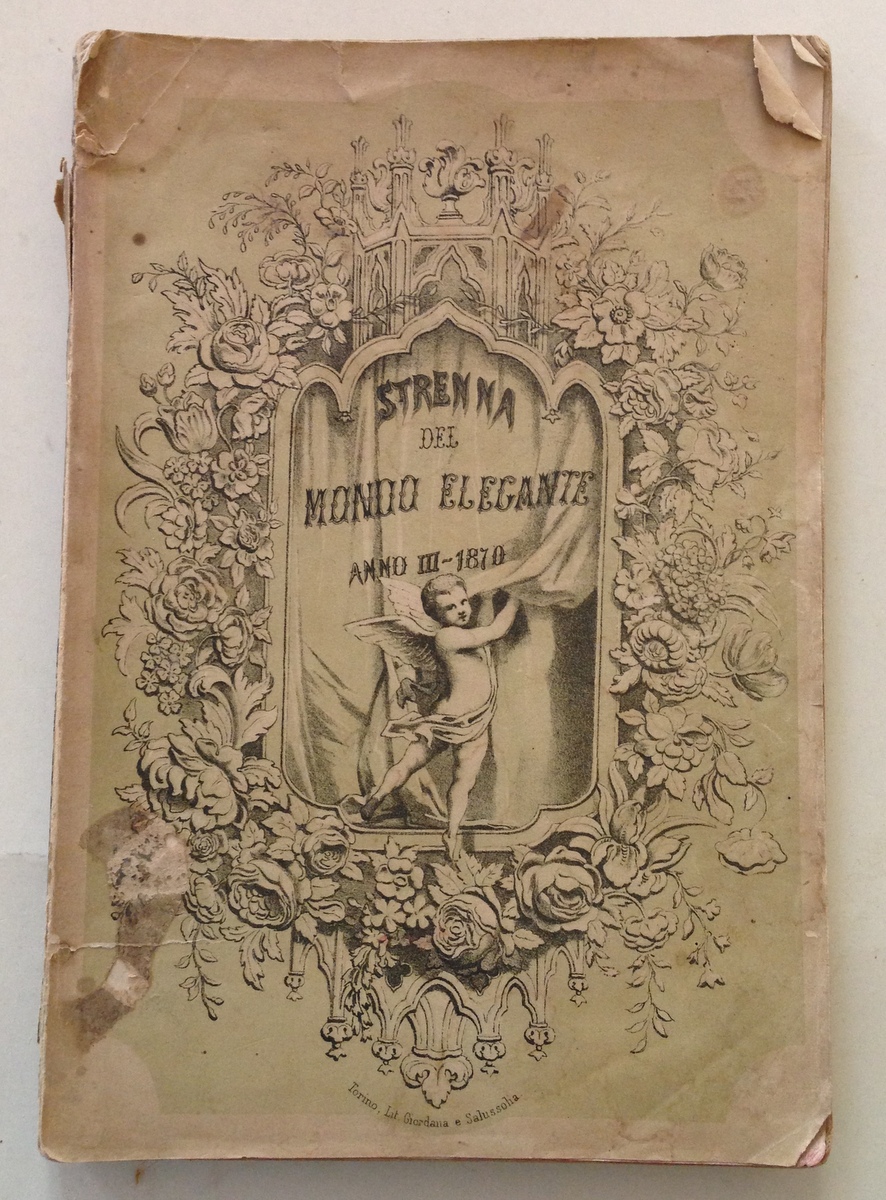 STRENNA
DEL
MONDO ELEGANTE
ANNO III-1870
Torino, Lit. Giordana e Salussolia